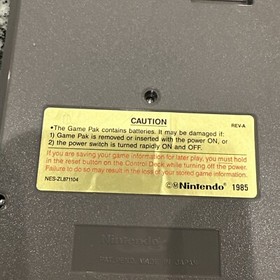 CAUTION
REV-A
•The Game Pak contains batteries. It may be damaged if:
1) Game Pak is removed or inserted with the power ON, or
2) the power switch is turned rapidly ON and OFF.
If you are saving your game information for later play, you must hold
in the reset button on the Control Deck while turning off the power.
Failure to do so may result in the loss of your stored game information.
NES-ZL871104
©Nintendo® 1985